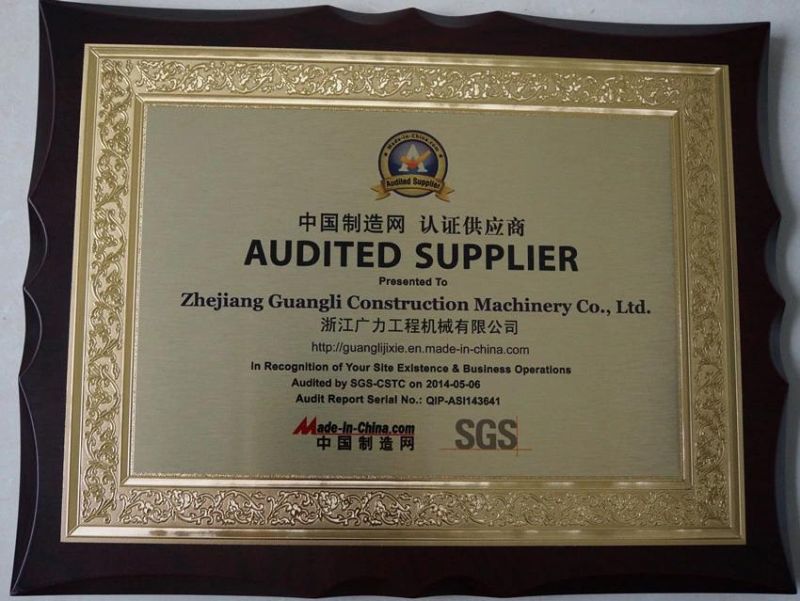 Made-in-China.com
Audited Supplier
中国制造网 认证供应商
AUDITED SUPPLIER
Presented To
Zhejiang Guangli Construction Machinery Co., Ltd.
浙江广力工程机械有限公司
http://guanglijixie.en.made-in-china.com
In Recognition of Your Site Existence & Business Operations
Audited by SGS-CSTC on 2014-05-06
Audit Report Serial No.: QIP-ASI143641
Made-in-China.com
中国制造网
SGS